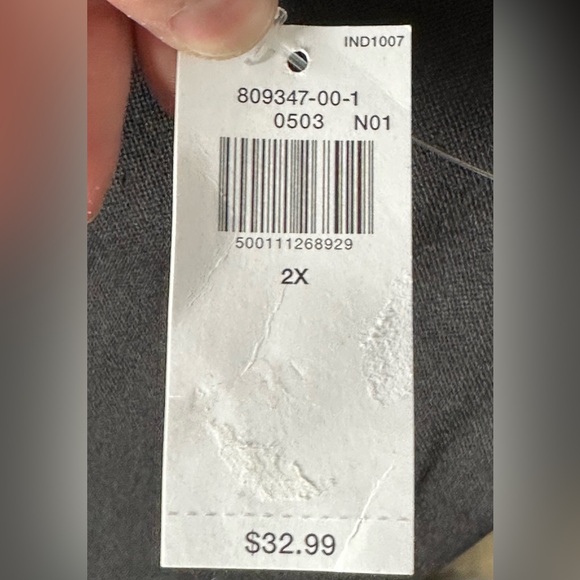 IND1007
809347-00-1
0503 N01
500111268929
2X
$32.99